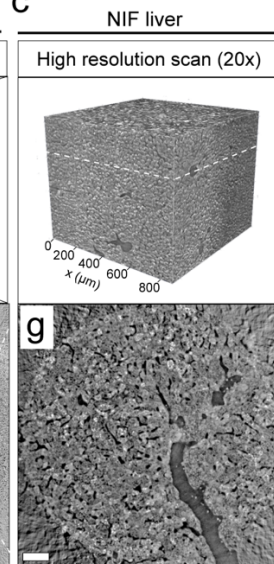 C
NIF liver
High resolution scan (20x)
0
200
400
600
800
x (µm)
g